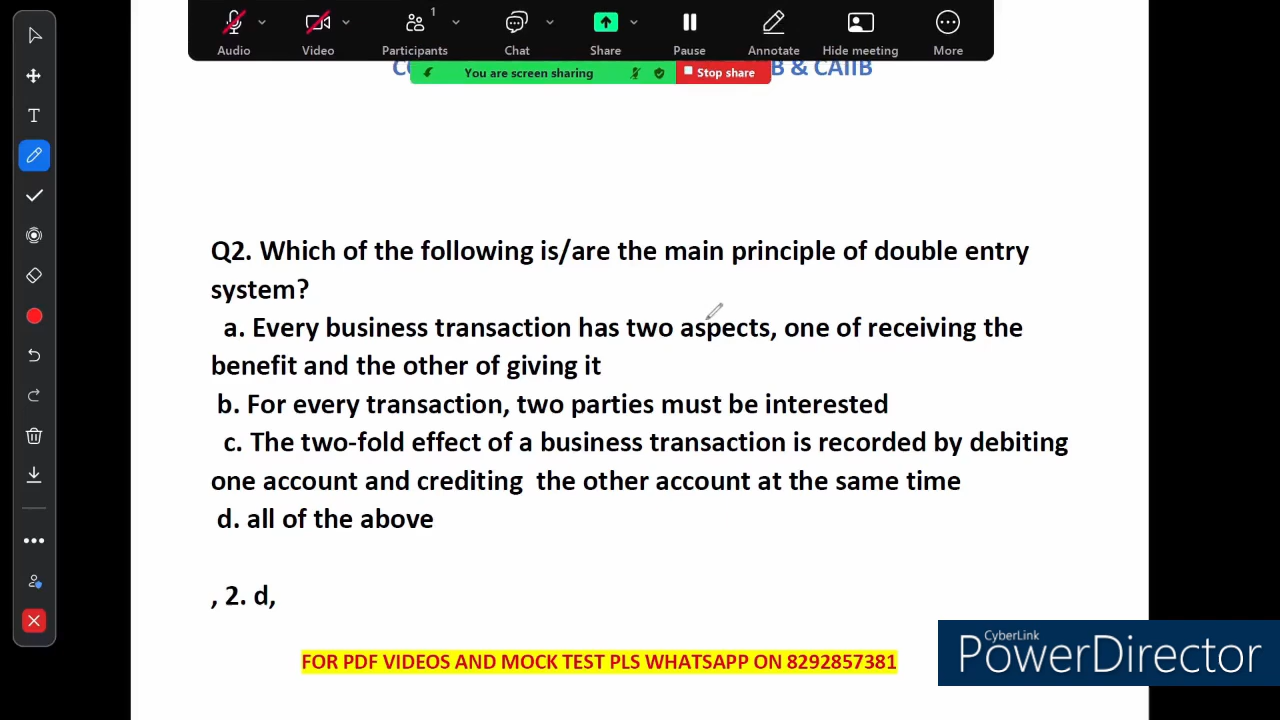 1
Audio Video Participants Chat Share Pause Annotate Hide meeting More
B & CAIIB
You are screen sharing Stop share
T
Q2. Which of the following is/are the main principle of double entry
system?
a. Every business transaction has two aspects, one of receiving the
benefit and the other of giving it
b. For every transaction, two parties must be interested
c. The two-fold effect of a business transaction is recorded by debiting
one account and crediting the other account at the same time
d. all of the above
, 2. d,
FOR PDF VIDEOS AND MOCK TEST PLS WHATSAPP ON 8292857381
CyberLink
PowerDirector